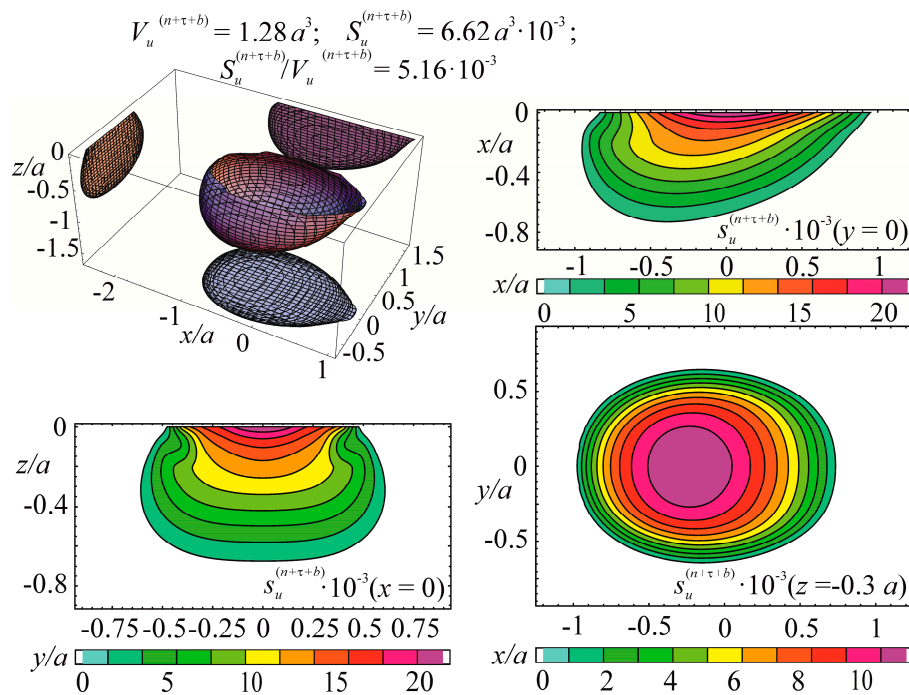 V_u^(n+τ+b) = 1.28 a^3; S_u^(n+τ+b) = 6.62 a^3·10^-3;
S_u^(n+τ+b)/V_u^(n+τ+b) = 5.16·10^-3
0
z/a
-0.5
-1
-1.5
-2
-1
x/a
0
1
1.5
1
0.5
y/a
0
-0.5
0
x/a
-0.4
-0.8
s_u^(n+τ+b)·10^-3(y = 0)
-1 -0.5 0 0.5 1
x/a
0 5 10 15 20
0
z/a
-0.4
-0.8
s_u^(n+τ+b)·10^-3(x = 0)
-0.75 -0.5 -0.25 0 0.25 0.5 0.75
y/a
0 5 10 15 20
0.5
0
y/a
-0.5
s_u^(n+τ+b)·10^-3(z =-0.3 a)
-1 -0.5 0 0.5 1
x/a
0 2 4 6 8 10